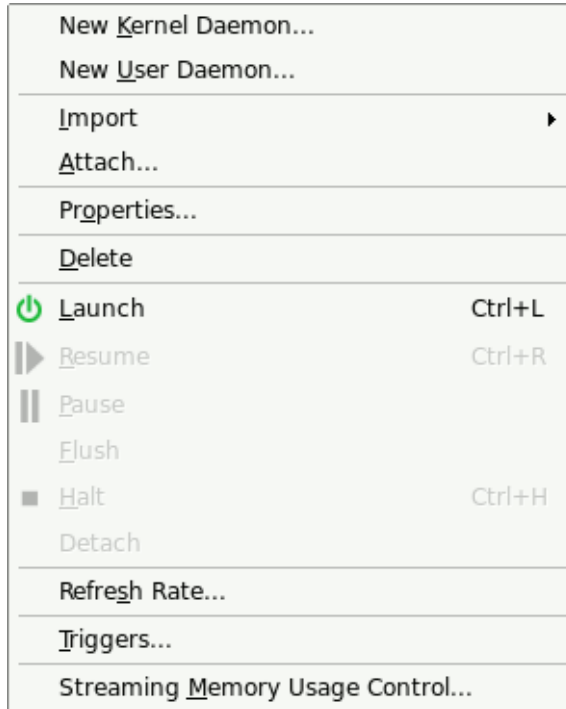 New Kernel Daemon...
New User Daemon...
Import
Attach...
Properties...
Delete
Launch Ctrl+L
Resume Ctrl+R
Pause
Flush
Halt Ctrl+H
Detach
Refresh Rate...
Triggers...
Streaming Memory Usage Control...